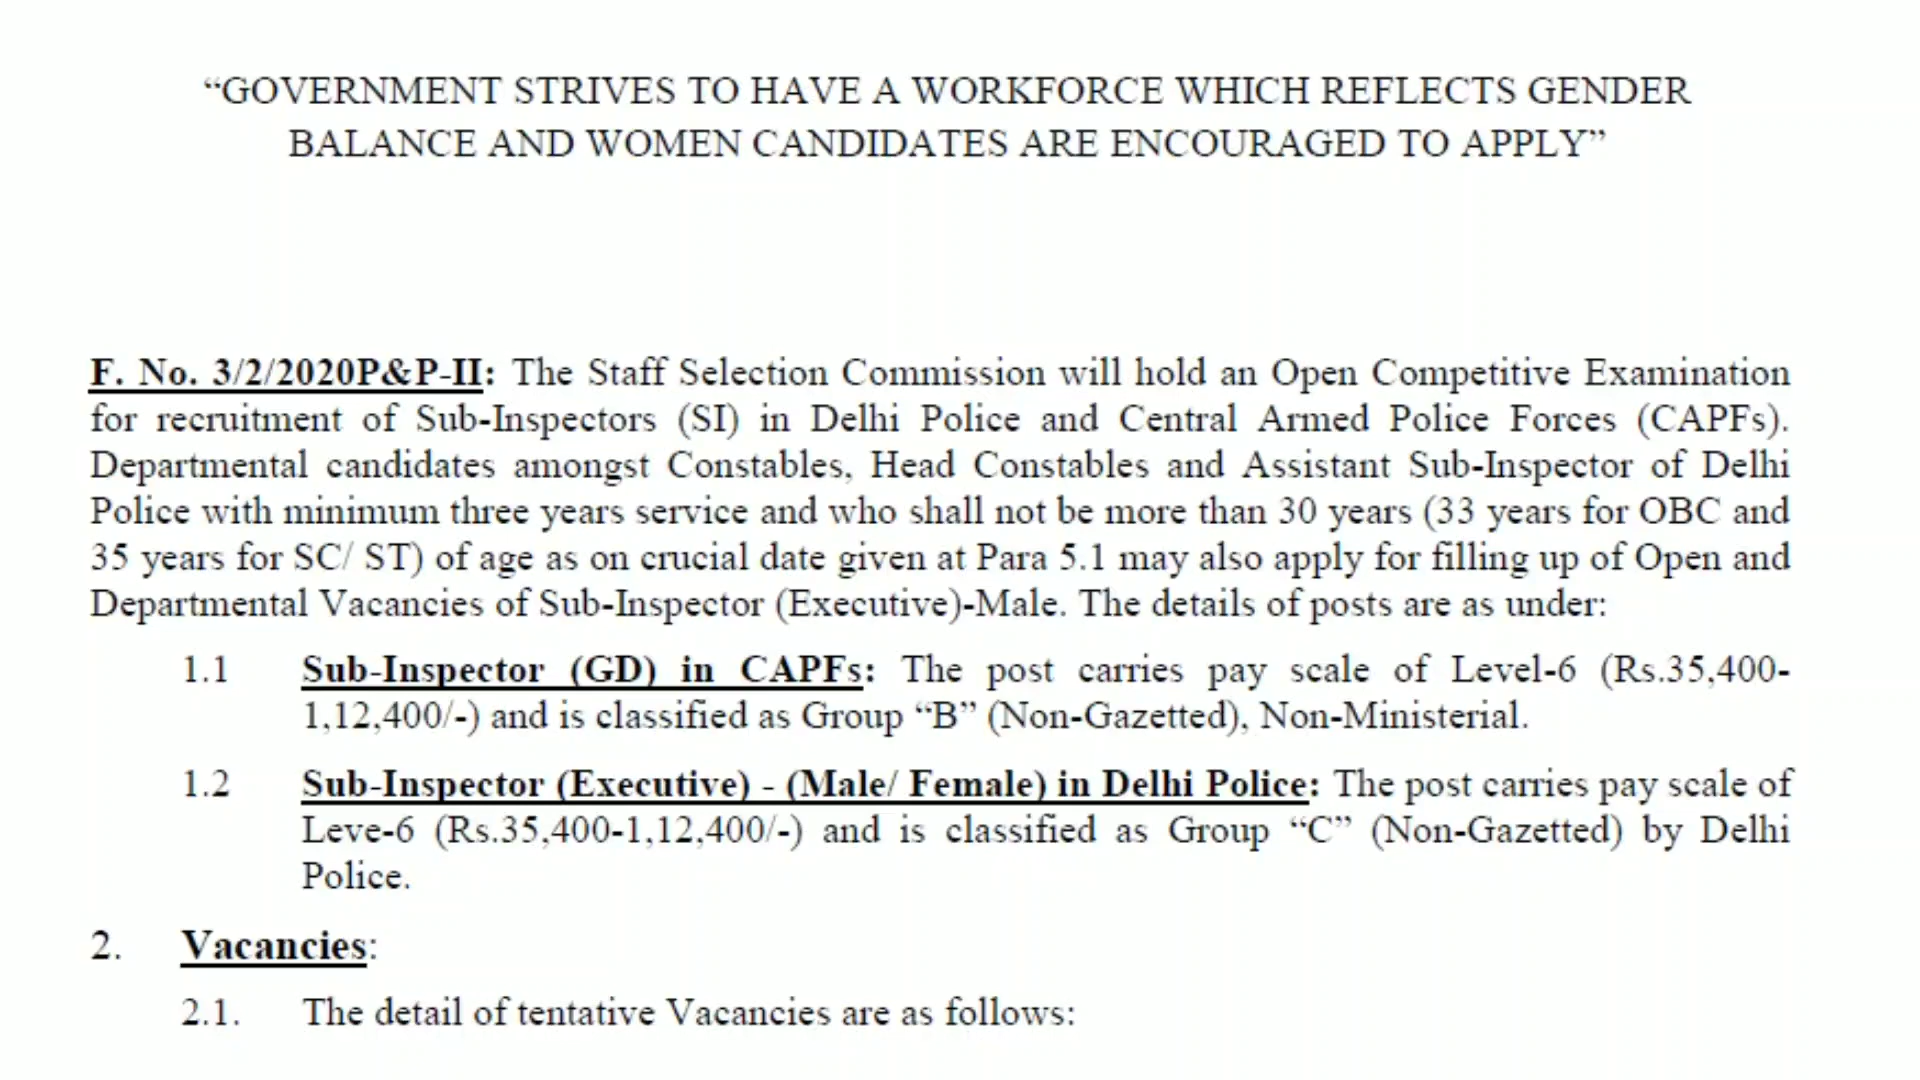 “GOVERNMENT STRIVES TO HAVE A WORKFORCE WHICH REFLECTS GENDER
BALANCE AND WOMEN CANDIDATES ARE ENCOURAGED TO APPLY”
F. No. 3/2/2020P&P-II: The Staff Selection Commission will hold an Open Competitive Examination
for recruitment of Sub-Inspectors (SI) in Delhi Police and Central Armed Police Forces (CAPFs).
Departmental candidates amongst Constables, Head Constables and Assistant Sub-Inspector of Delhi
Police with minimum three years service and who shall not be more than 30 years (33 years for OBC and
35 years for SC/ ST) of age as on crucial date given at Para 5.1 may also apply for filling up of Open and
Departmental Vacancies of Sub-Inspector (Executive)-Male. The details of posts are as under:
1.1 Sub-Inspector (GD) in CAPFs: The post carries pay scale of Level-6 (Rs.35,400-
1,12,400/-) and is classified as Group “B” (Non-Gazetted), Non-Ministerial.
1.2 Sub-Inspector (Executive) - (Male/ Female) in Delhi Police: The post carries pay scale of
Leve-6 (Rs.35,400-1,12,400/-) and is classified as Group “C” (Non-Gazetted) by Delhi
Police.
2. Vacancies:
2.1. The detail of tentative Vacancies are as follows: